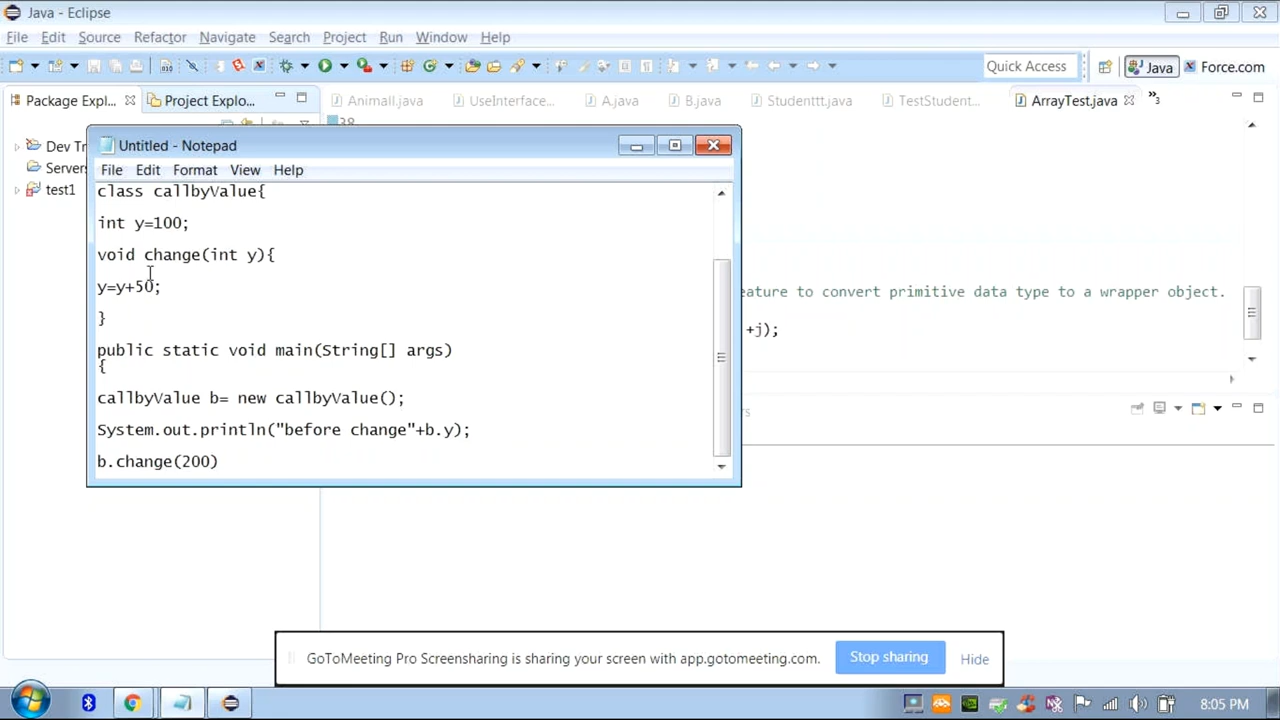 Java - Eclipse
File Edit Source Refactor Navigate Search Project Run Window Help
Quick Access Java Force.com
Package Expl... Project Explo... Animall.java UseInterface... A.java B.java Studenttt.java TestStudent... ArrayTest.java »3
38
Dev Tr
Servers
test1
Untitled - Notepad
File Edit Format View Help
class callbyValue{
int y=100;
void change(int y){
y=y+50;
}
public static void main(String[] args)
{
callbyValue b= new callbyValue();
System.out.println("before change"+b.y);
b.change(200)
eature to convert primitive data type to a wrapper object.
+j);
rs
GoToMeeting Pro Screensharing is sharing your screen with app.gotomeeting.com. Stop sharing Hide
8:05 PM